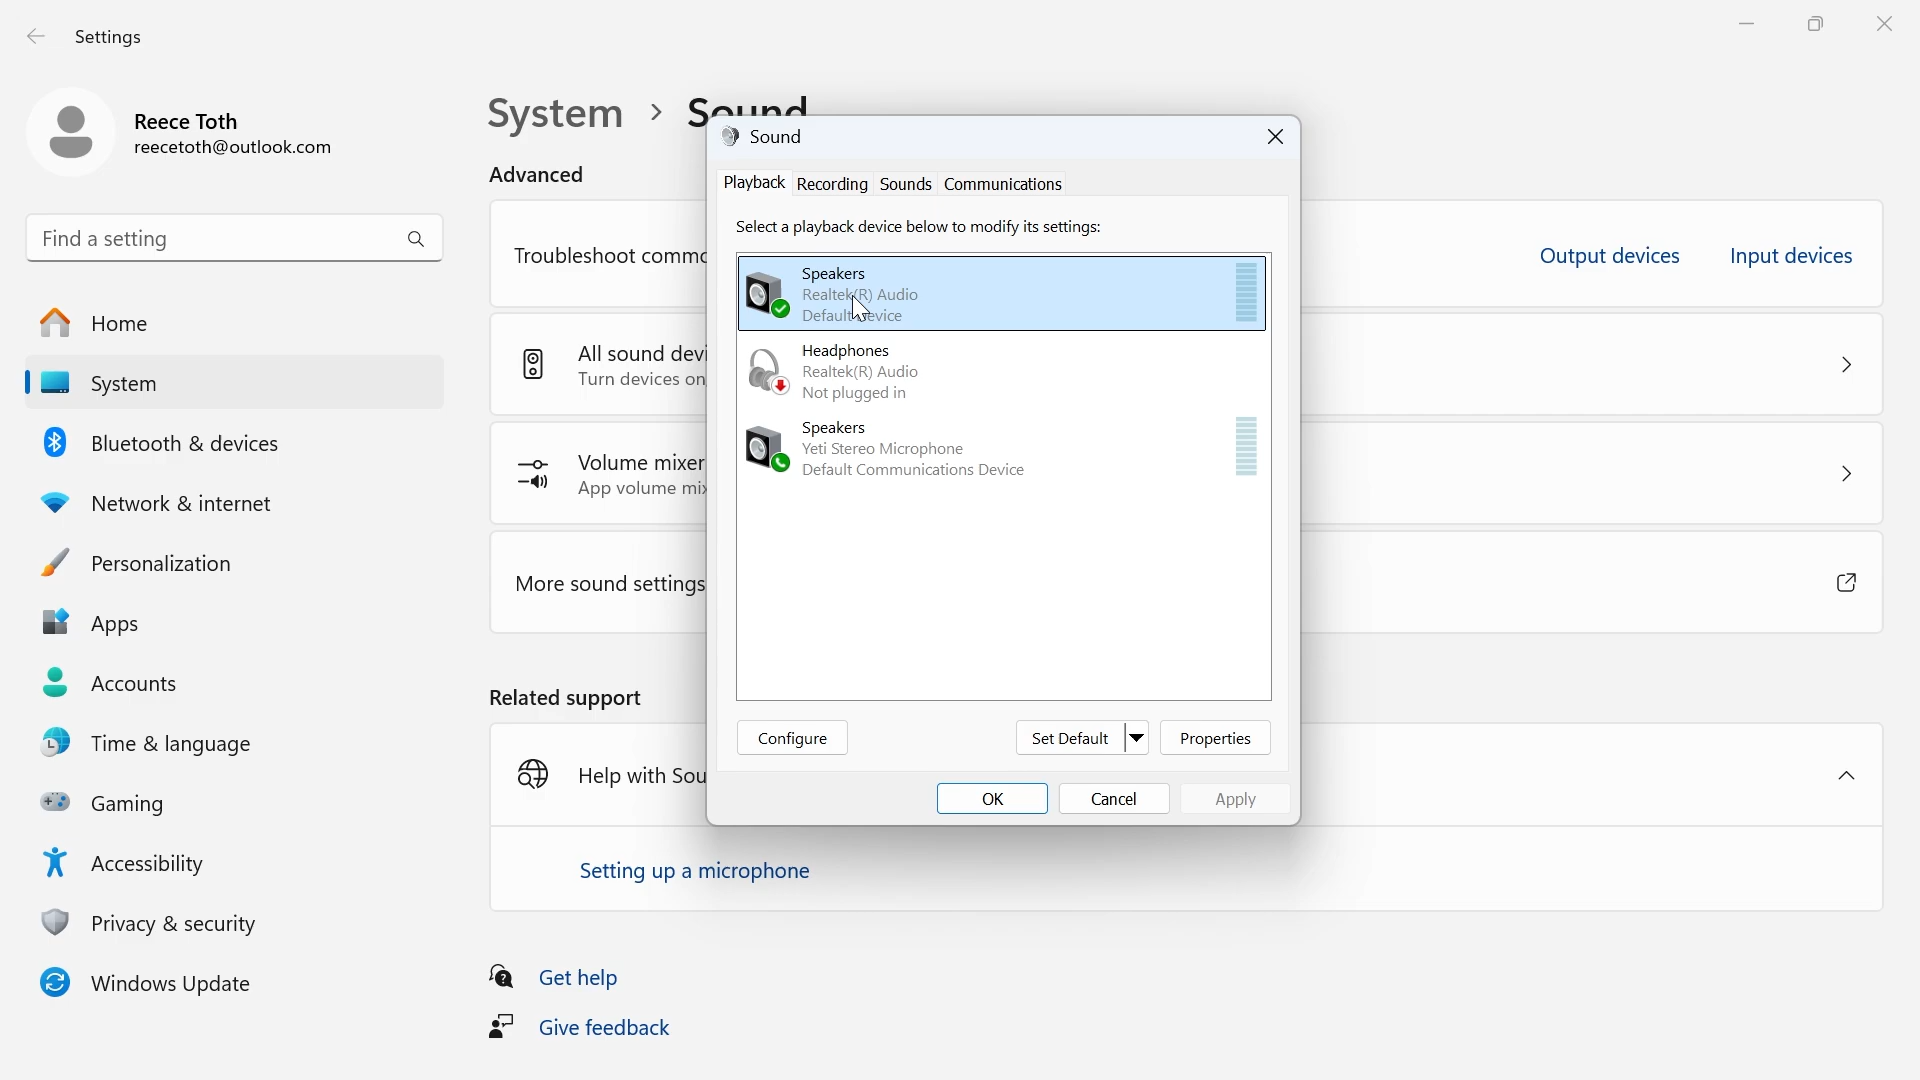 Settings
Reece Toth
reecetoth@outlook.com
Find a setting
Home
System
Bluetooth & devices
Network & internet
Personalization
Apps
Accounts
Time & language
Gaming
Accessibility
Privacy & security
Windows Update
System > Sound
Advanced
Troubleshoot commo
Output devices
Input devices
All sound devi
Turn devices on
Volume mixer
App volume mix
More sound settings
Related support
Help with Sou
Setting up a microphone
Get help
Give feedback
Sound
Playback Recording Sounds Communications
Select a playback device below to modify its settings:
Speakers
Realtek(R) Audio
Default Device
Headphones
Realtek(R) Audio
Not plugged in
Speakers
Yeti Stereo Microphone
Default Communications Device
Configure
Set Default
Properties
OK
Cancel
Apply